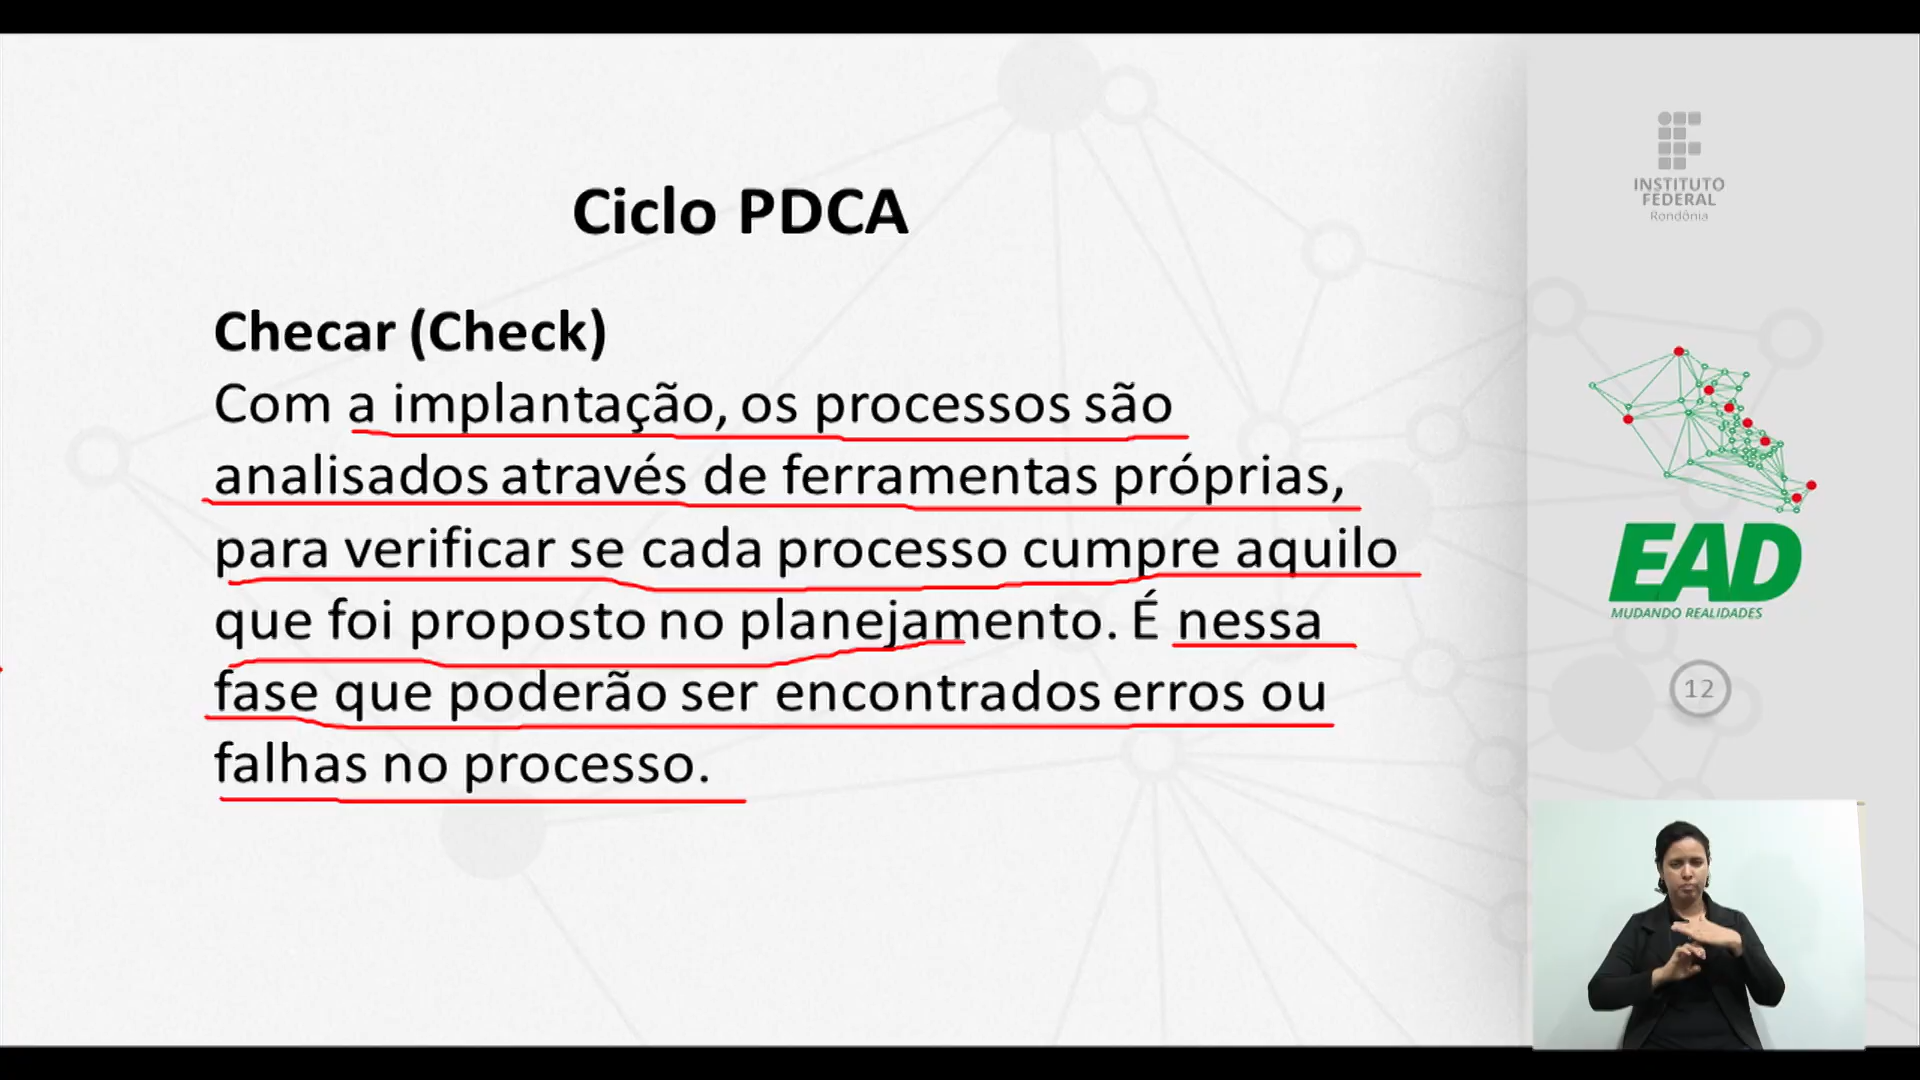 Ciclo PDCA
Checar (Check)
Com a implantação, os processos são
analisados através de ferramentas próprias,
para verificar se cada processo cumpre aquilo
que foi proposto no planejamento. É nessa
fase que poderão ser encontrados erros ou
falhas no processo.
INSTITUTO
FEDERAL
Rondônia
EAD
MUDANDO REALIDADES
12